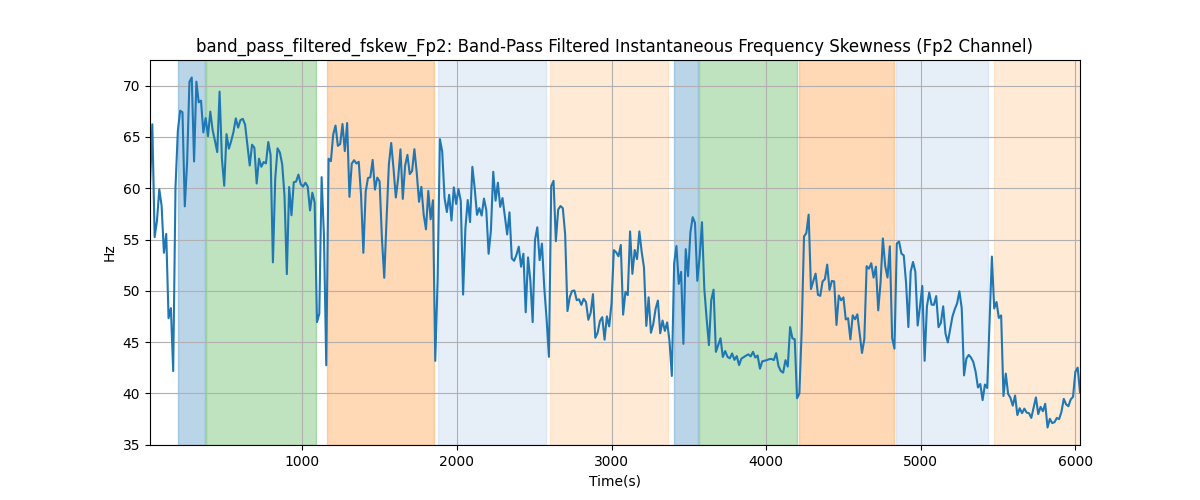 band_pass_filtered_fskew_Fp2: Band-Pass Filtered Instantaneous Frequency Skewness (Fp2 Channel)
70
65
60
55
50
45
40
35
Hz
1000 2000 3000 4000 5000 6000
Time(s)